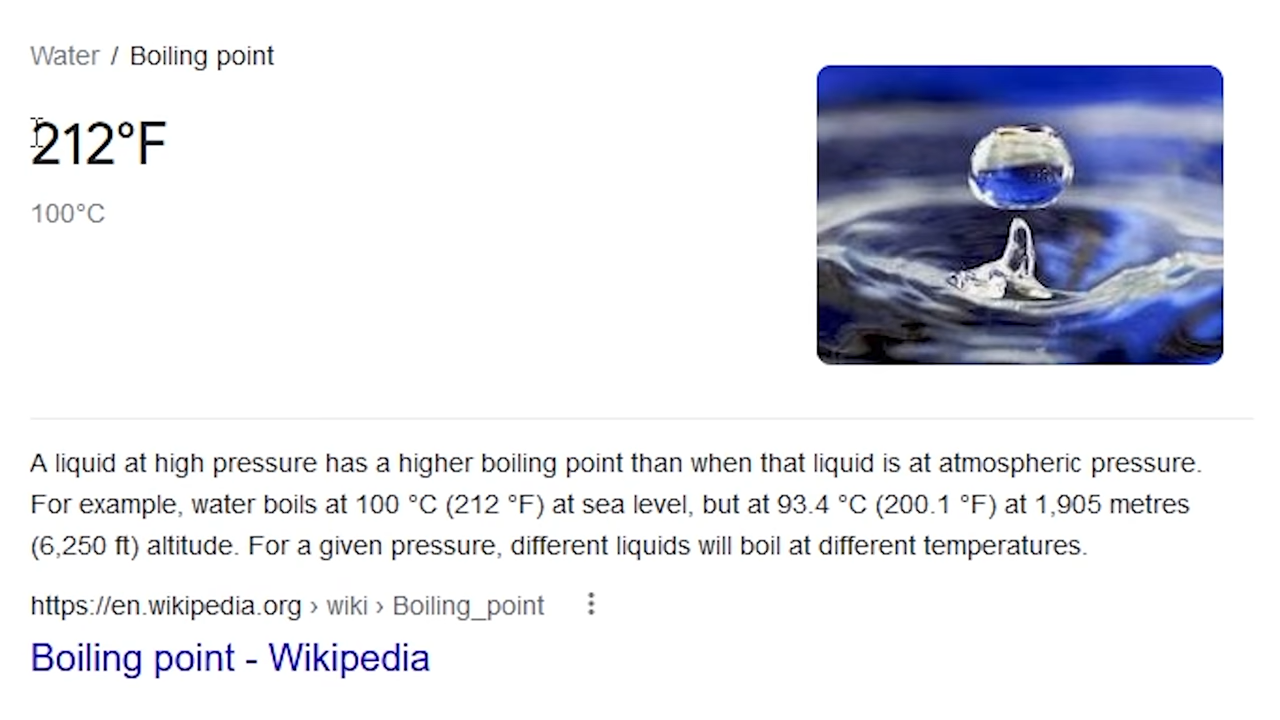 Water / Boiling point
212°F
100°C
A liquid at high pressure has a higher boiling point than when that liquid is at atmospheric pressure.
For example, water boils at 100 °C (212 °F) at sea level, but at 93.4 °C (200.1 °F) at 1,905 metres
(6,250 ft) altitude. For a given pressure, different liquids will boil at different temperatures.
https://en.wikipedia.org › wiki › Boiling_point
Boiling point - Wikipedia